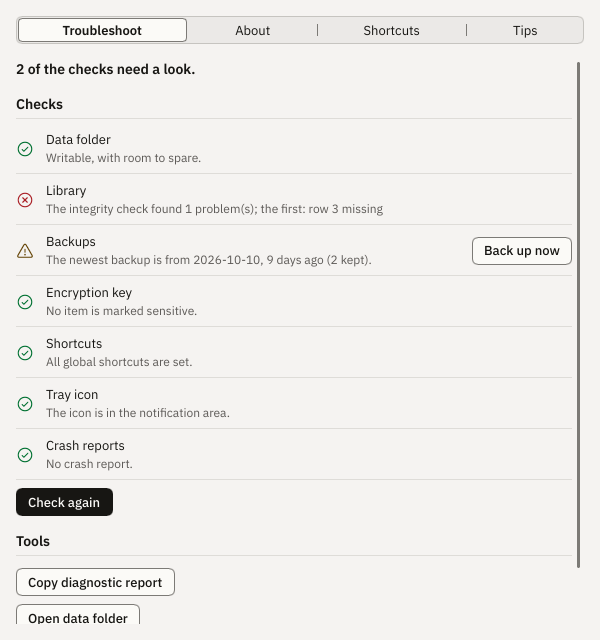 Troubleshoot About Shortcuts Tips
2 of the checks need a look.
Checks
Data folder
Writable, with room to spare.
Library
The integrity check found 1 problem(s); the first: row 3 missing
Backups
The newest backup is from 2026-10-10, 9 days ago (2 kept).
Back up now
Encryption key
No item is marked sensitive.
Shortcuts
All global shortcuts are set.
Tray icon
The icon is in the notification area.
Crash reports
No crash report.
Check again
Tools
Copy diagnostic report
Open data folder